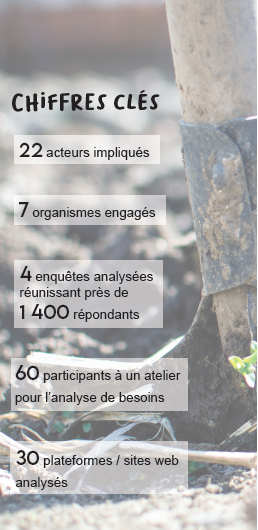 CHIFFRES CLÉS
22 acteurs impliqués
7 organismes engagés
4 enquêtes analysées
réunissant près de
1 400 répondants
60 participants à un atelier
pour l'analyse de besoins
30 plateformes / sites web
analysés